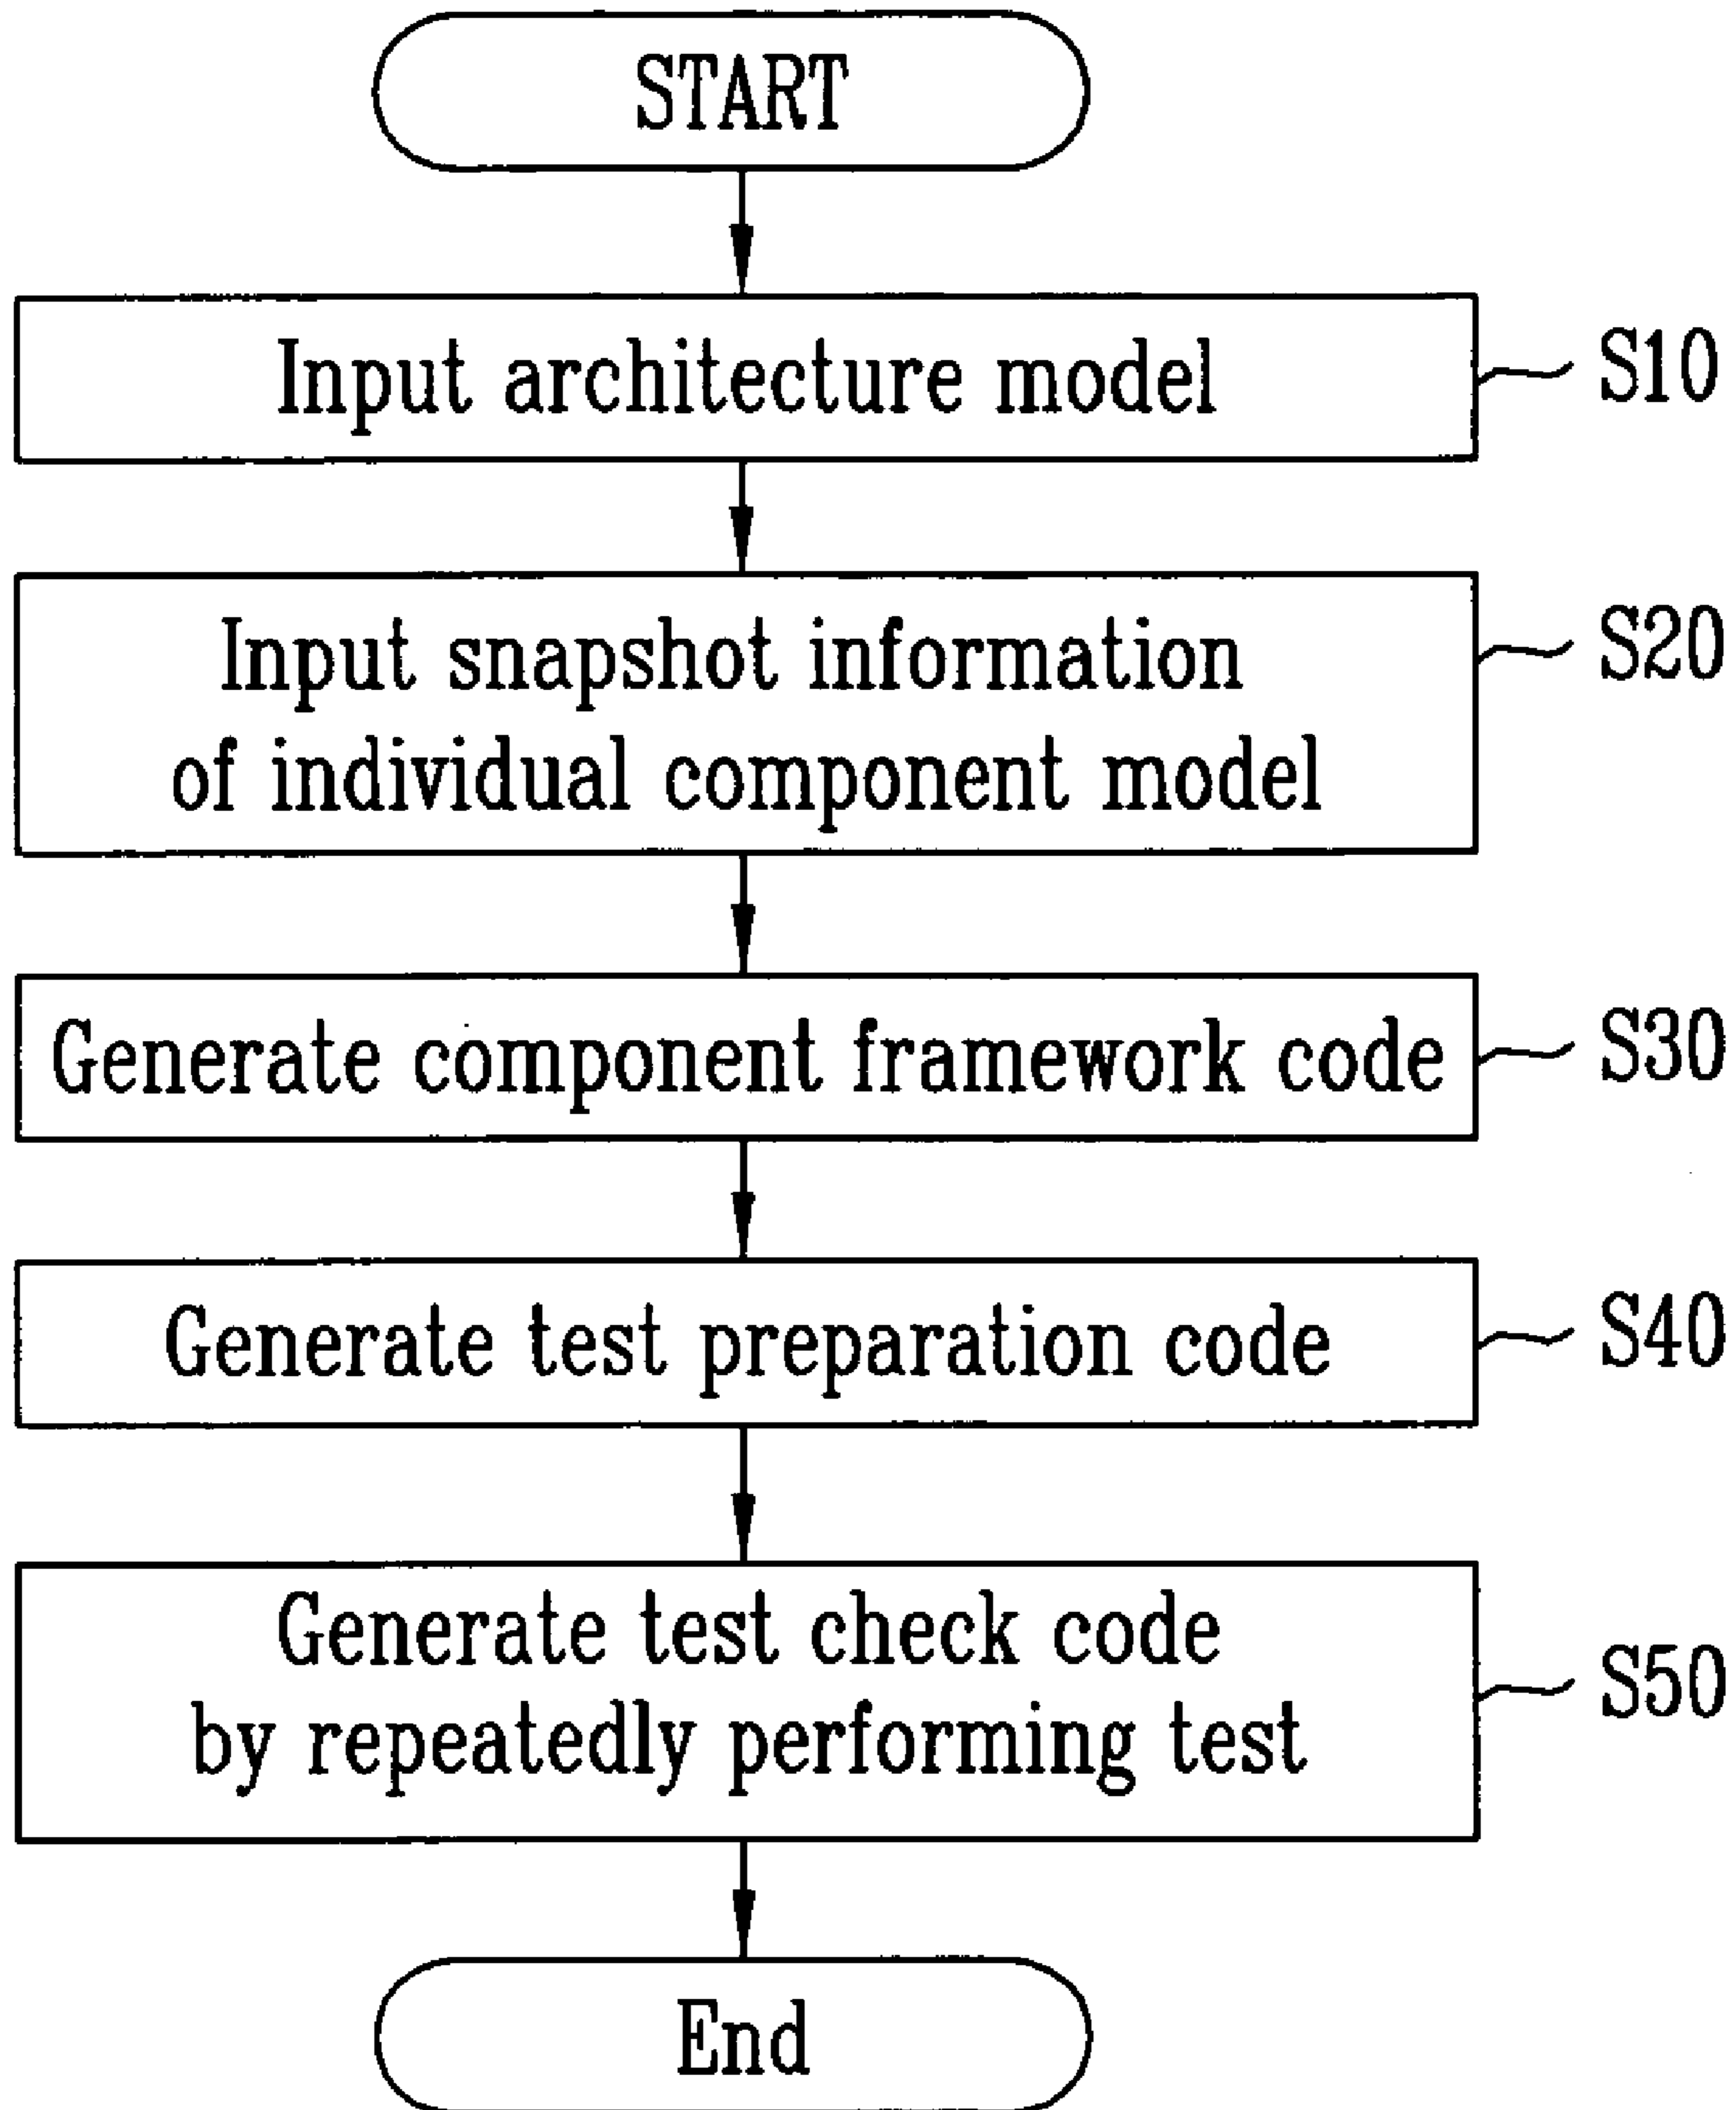 START
Input architecture model
S10
Input snapshot information
of individual component model
S20
Generate component framework code
S30
Generate test preparation code
S40
Generate test check code
by repeatedly performing test
S50
End